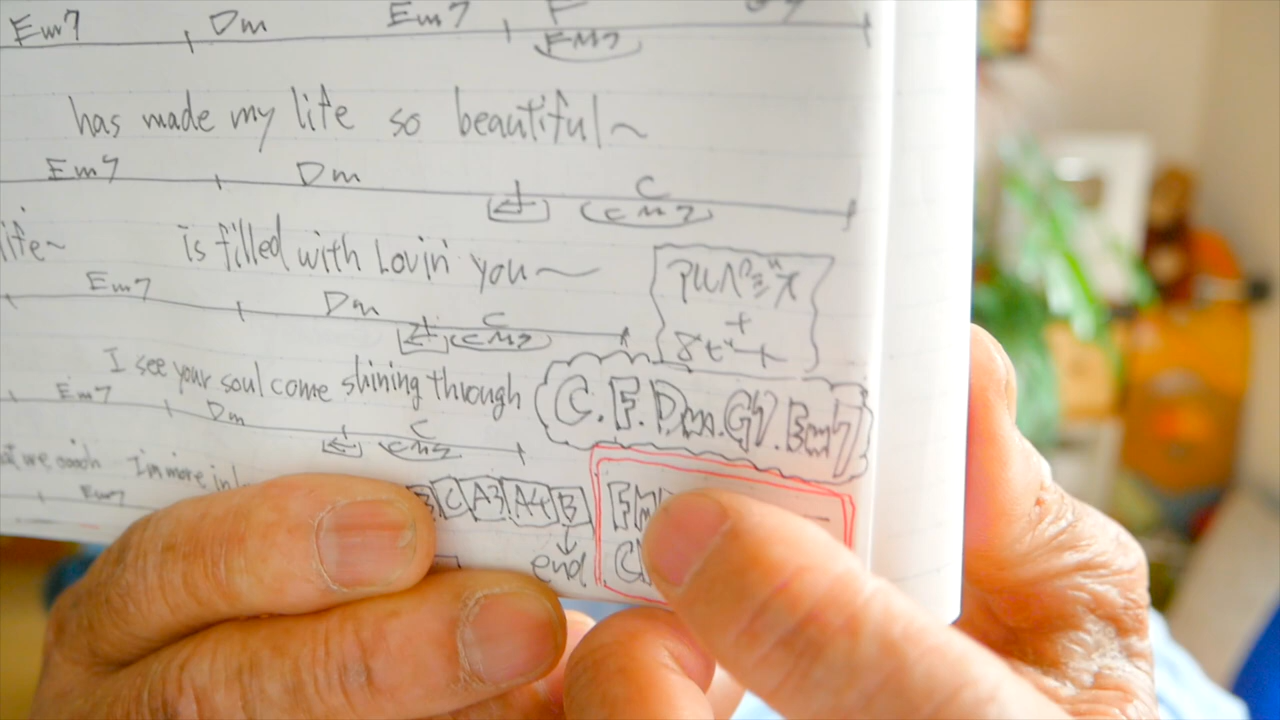 Em7 Dm Em7 F G7
FM7
has made my life so beautiful~
Em7 Dm C
CM7
life~ is filled with Lovin' you~
アルペジオ
+
8ビート
Em7 Dm C
CM7
I see your soul come shining through
C.F.Dm.G7.Em7
Em7 Dm C
CM7
I'm more in
Em7
C A3 A4 B
end